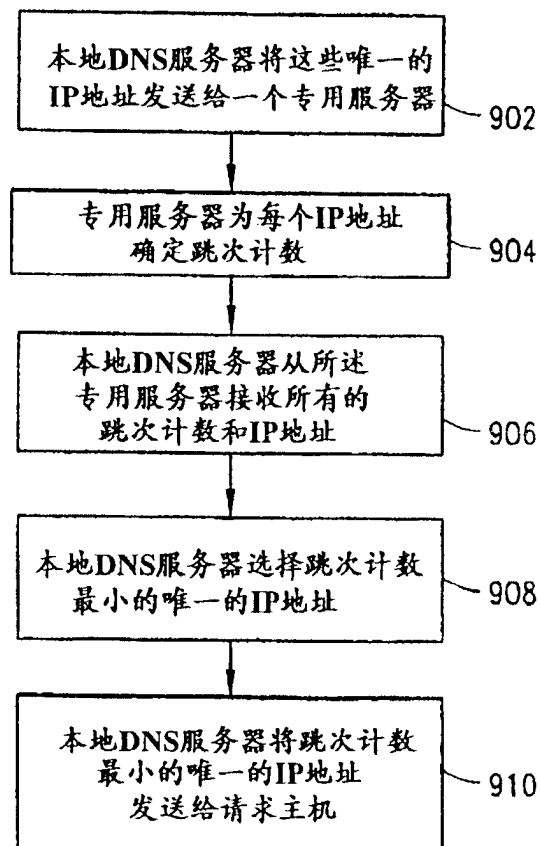 本地DNS服务器将这些唯一的
IP地址发送给一个专用服务器
902
专用服务器为每个IP地址
确定跳次计数
904
本地DNS服务器从所述
专用服务器接收所有的
跳次计数和IP地址
906
本地DNS服务器选择跳次计数
最小的唯一的IP地址
908
本地DNS服务器将跳次计数
最小的唯一的IP地址
发送给请求主机
910